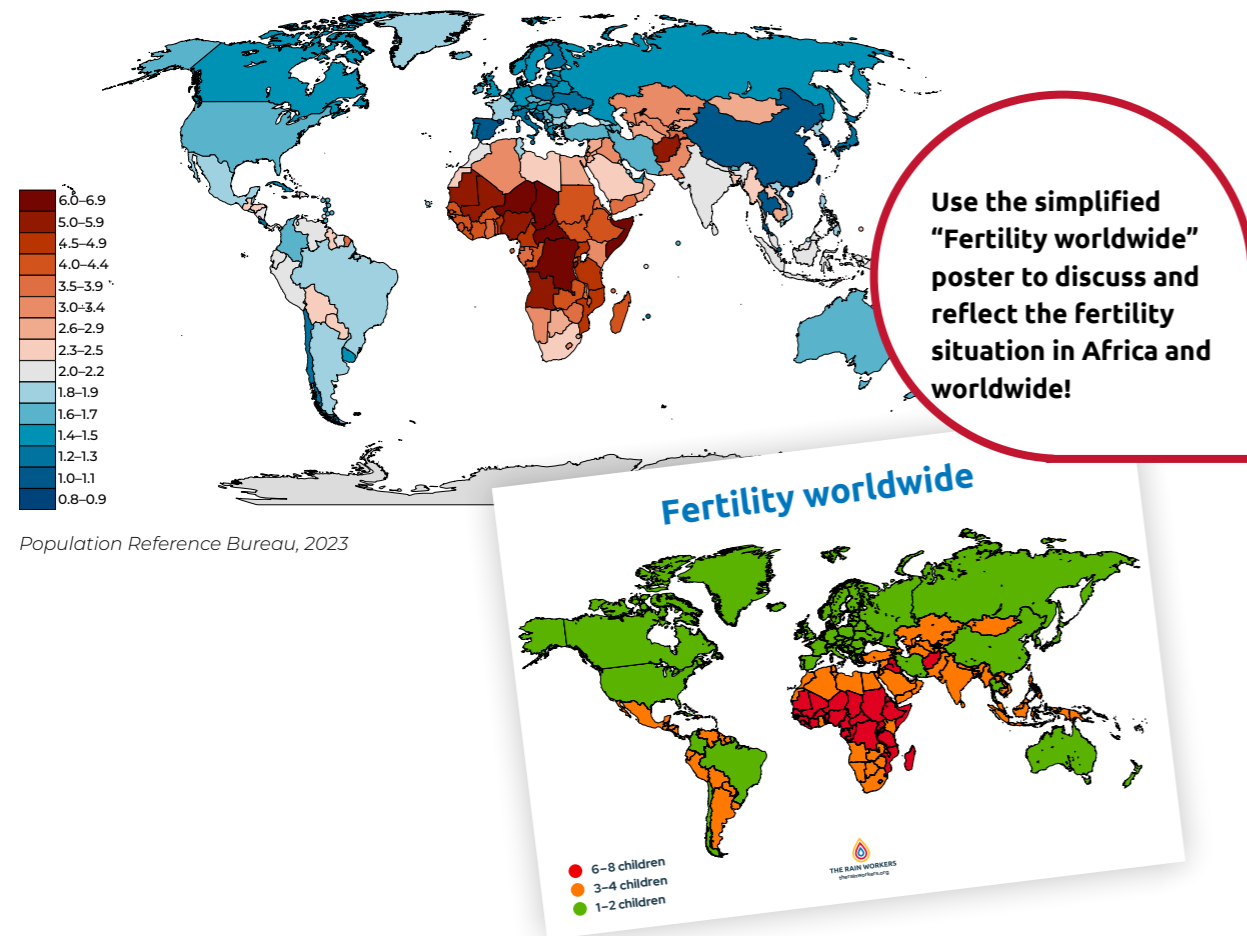 6.0–6.9
5.0–5.9
4.5–4.9
4.0–4.4
3.5–3.9
3.0–3.4
2.6–2.9
2.3–2.5
2.0–2.2
1.8–1.9
1.6–1.7
1.4–1.5
1.2–1.3
1.0–1.1
0.8–0.9
Population Reference Bureau, 2023
Use the simplified
“Fertility worldwide”
poster to discuss and
reflect the fertility
situation in Africa and
worldwide!
Fertility worldwide
6–8 children
3–4 children
1–2 children
THE RAIN WORKERS
therainworkers.org